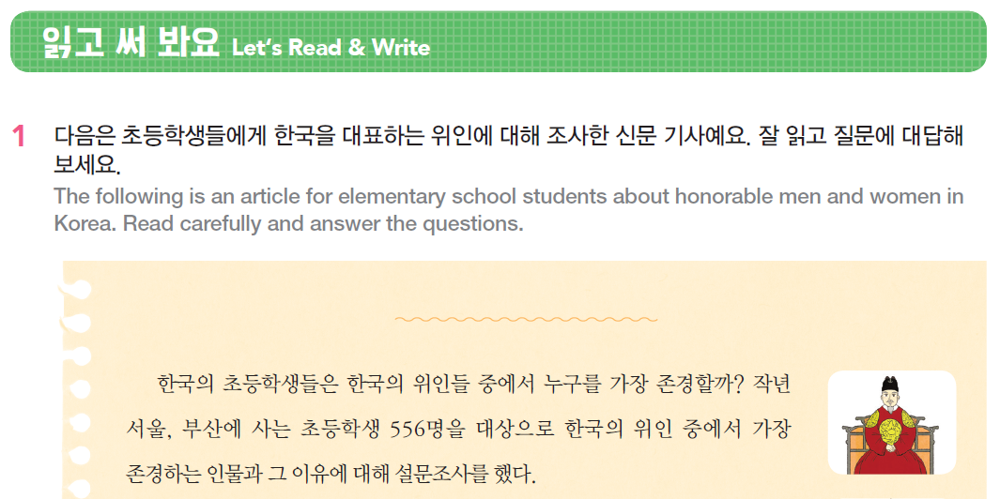 읽고 써 봐요 Let's Read & Write
1 다음은 초등학생들에게 한국을 대표하는 위인에 대해 조사한 신문 기사예요. 잘 읽고 질문에 대답해
보세요.
The following is an article for elementary school students about honorable men and women in
Korea. Read carefully and answer the questions.
한국의 초등학생들은 한국의 위인들 중에서 누구를 가장 존경할까? 작년
서울, 부산에 사는 초등학생 556명을 대상으로 한국의 위인 중에서 가장
존경하는 인물과 그 이유에 대해 설문조사를 했다.